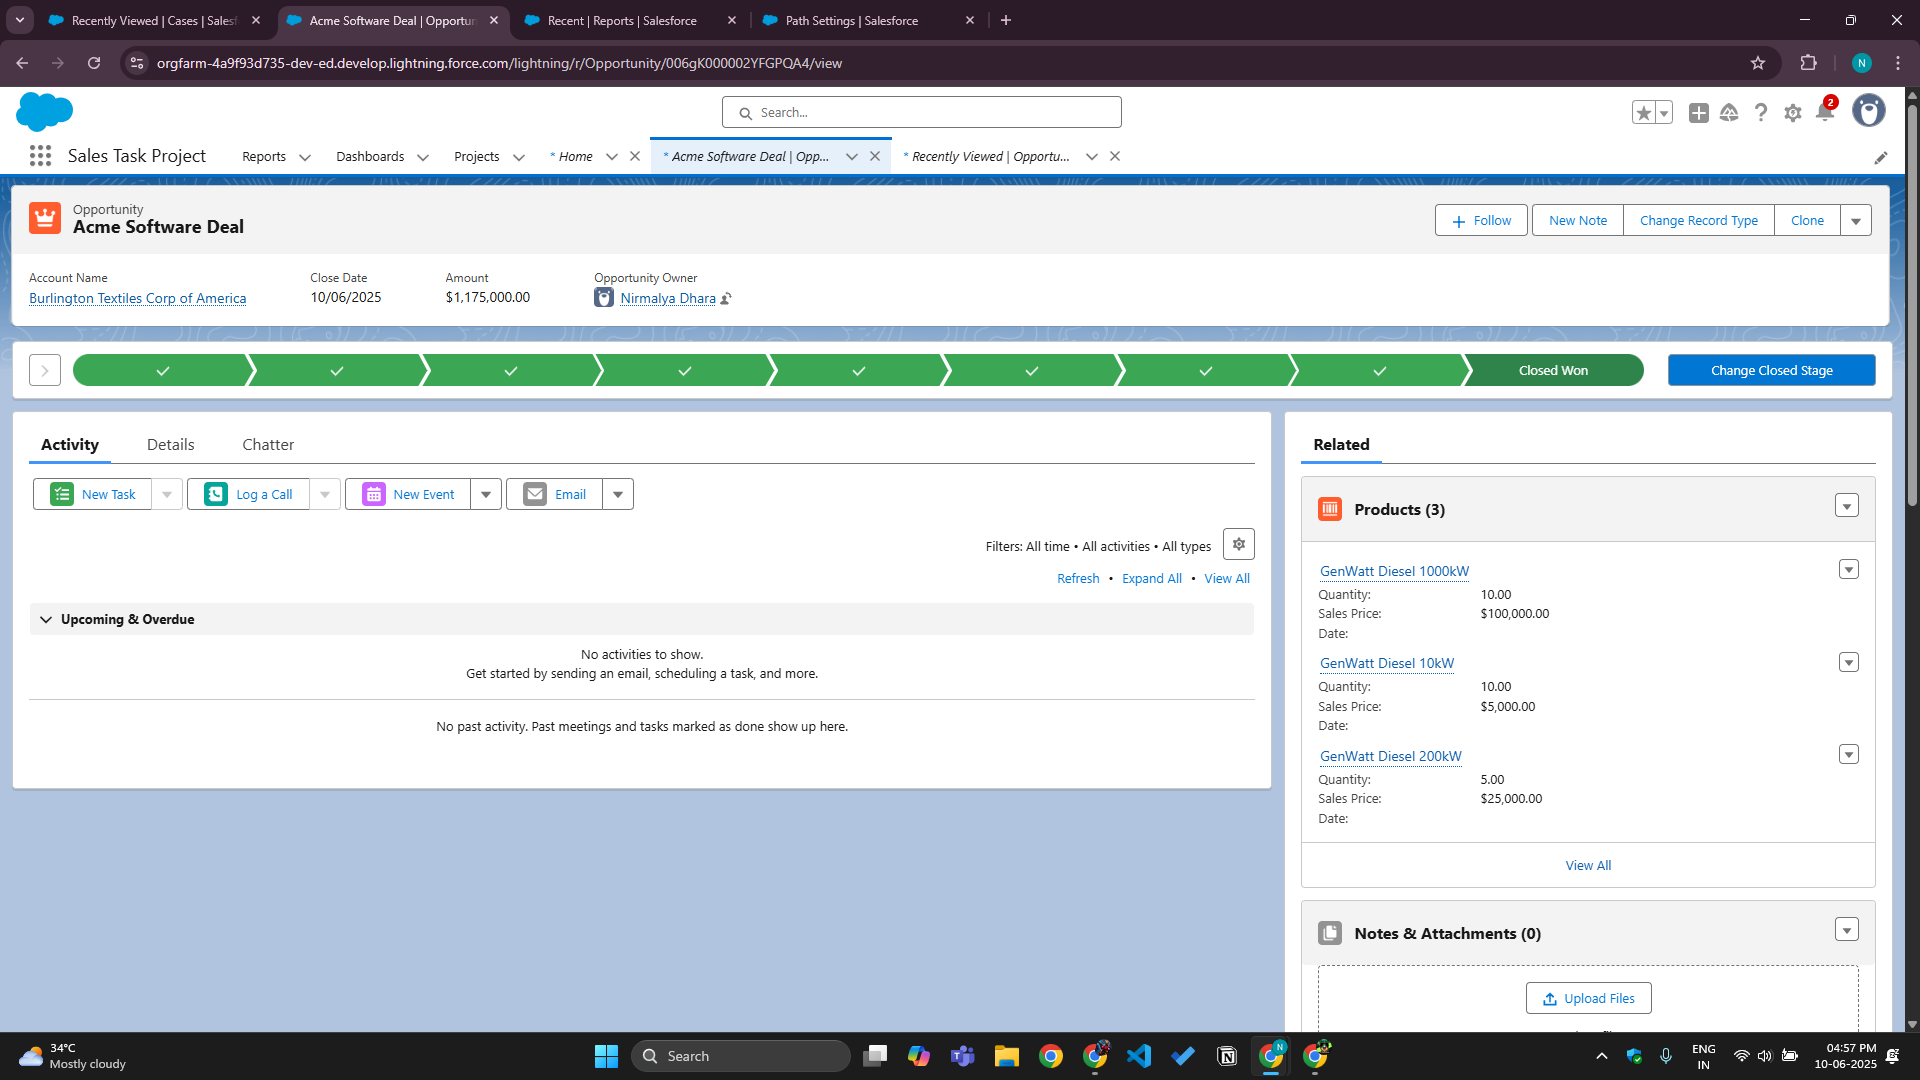 Recently Viewed | Cases | Salesf
Acme Software Deal | Opportun
Recent | Reports | Salesforce
Path Settings | Salesforce
orgfarm-4a9f93d735-dev-ed.develop.lightning.force.com/lightning/r/Opportunity/006gK000002YFGPQA4/view
N
Search...
2
Sales Task Project
Reports
Dashboards
Projects
* Home
* Acme Software Deal | Opp...
* Recently Viewed | Opportu...
Opportunity
Acme Software Deal
Follow
New Note
Change Record Type
Clone
Account Name
Close Date
Amount
Opportunity Owner
Burlington Textiles Corp of America
10/06/2025
$1,175,000.00
Nirmalya Dhara
Closed Won
Change Closed Stage
Activity
Details
Chatter
New Task
Log a Call
New Event
Email
Filters: All time • All activities • All types
Refresh • Expand All • View All
Upcoming & Overdue
No activities to show.
Get started by sending an email, scheduling a task, and more.
No past activity. Past meetings and tasks marked as done show up here.
Related
Products (3)
GenWatt Diesel 1000kW
Quantity: 10.00
Sales Price: $100,000.00
Date:
GenWatt Diesel 10kW
Quantity: 10.00
Sales Price: $5,000.00
Date:
GenWatt Diesel 200kW
Quantity: 5.00
Sales Price: $25,000.00
Date:
View All
Notes & Attachments (0)
Upload Files
34°C
Mostly cloudy
Search
N
ENG
IN
04:57 PM
10-06-2025